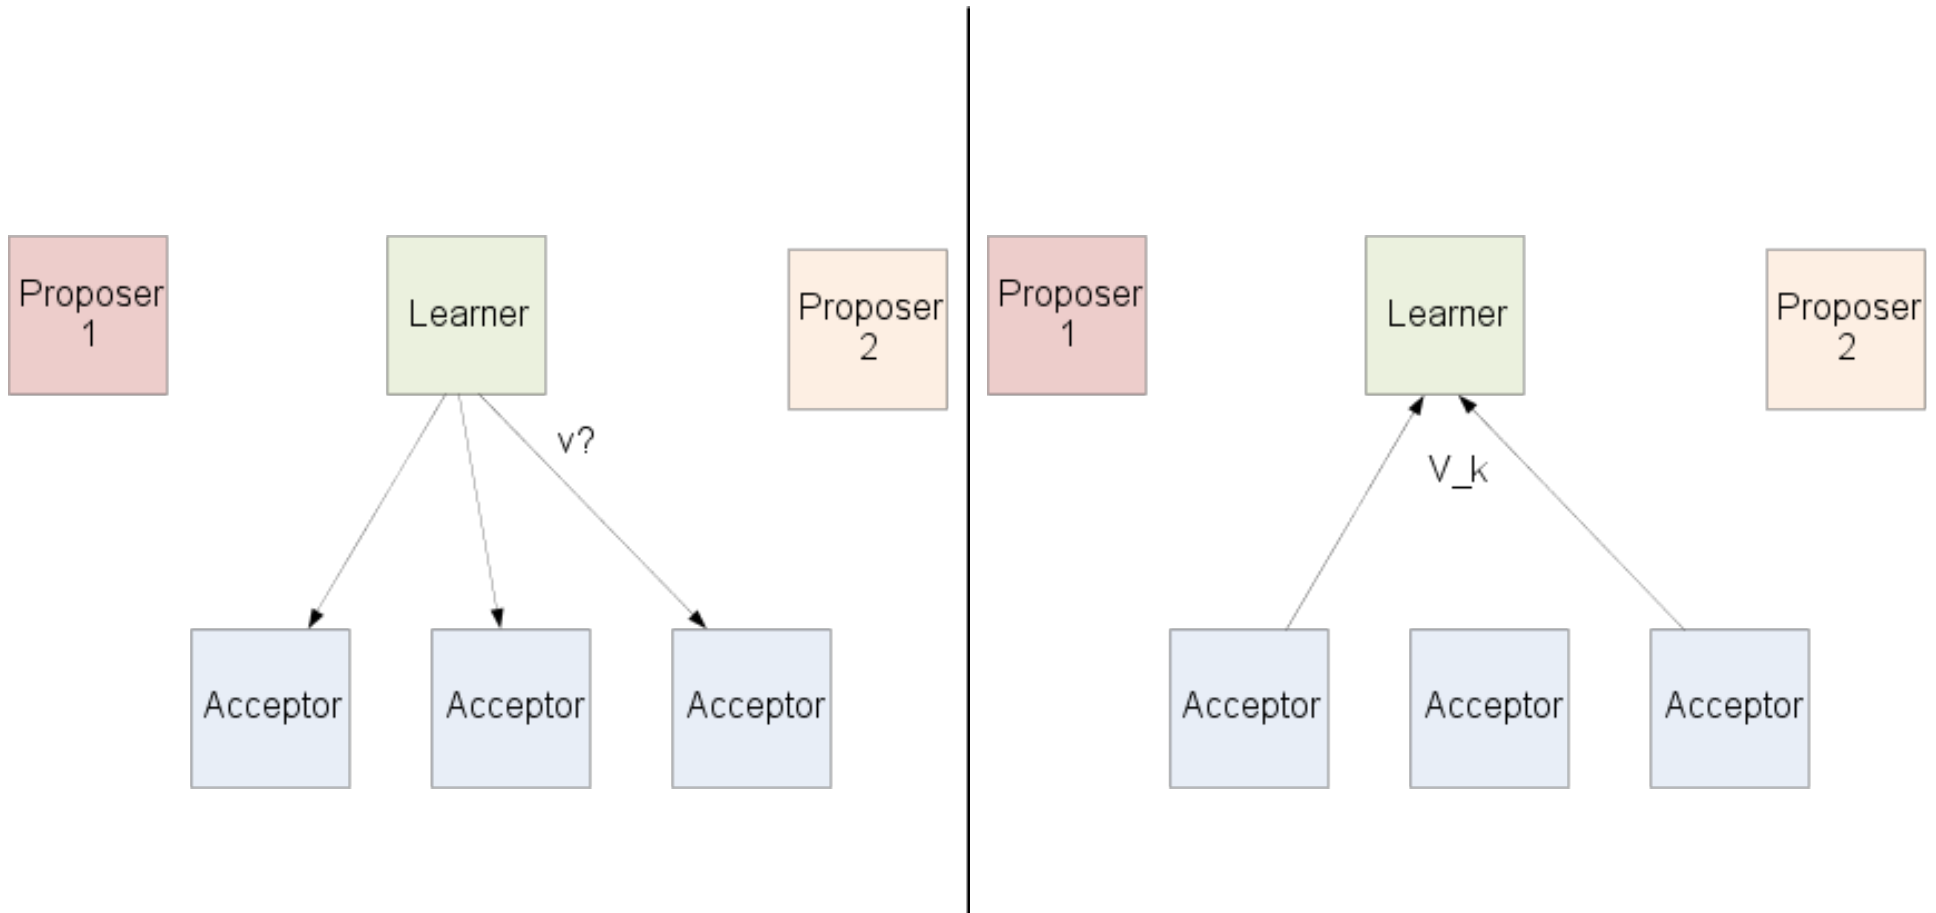 Proposer
1
Learner
Proposer
2
v?
Acceptor
Acceptor
Acceptor
Proposer
1
Learner
Proposer
2
V_k
Acceptor
Acceptor
Acceptor